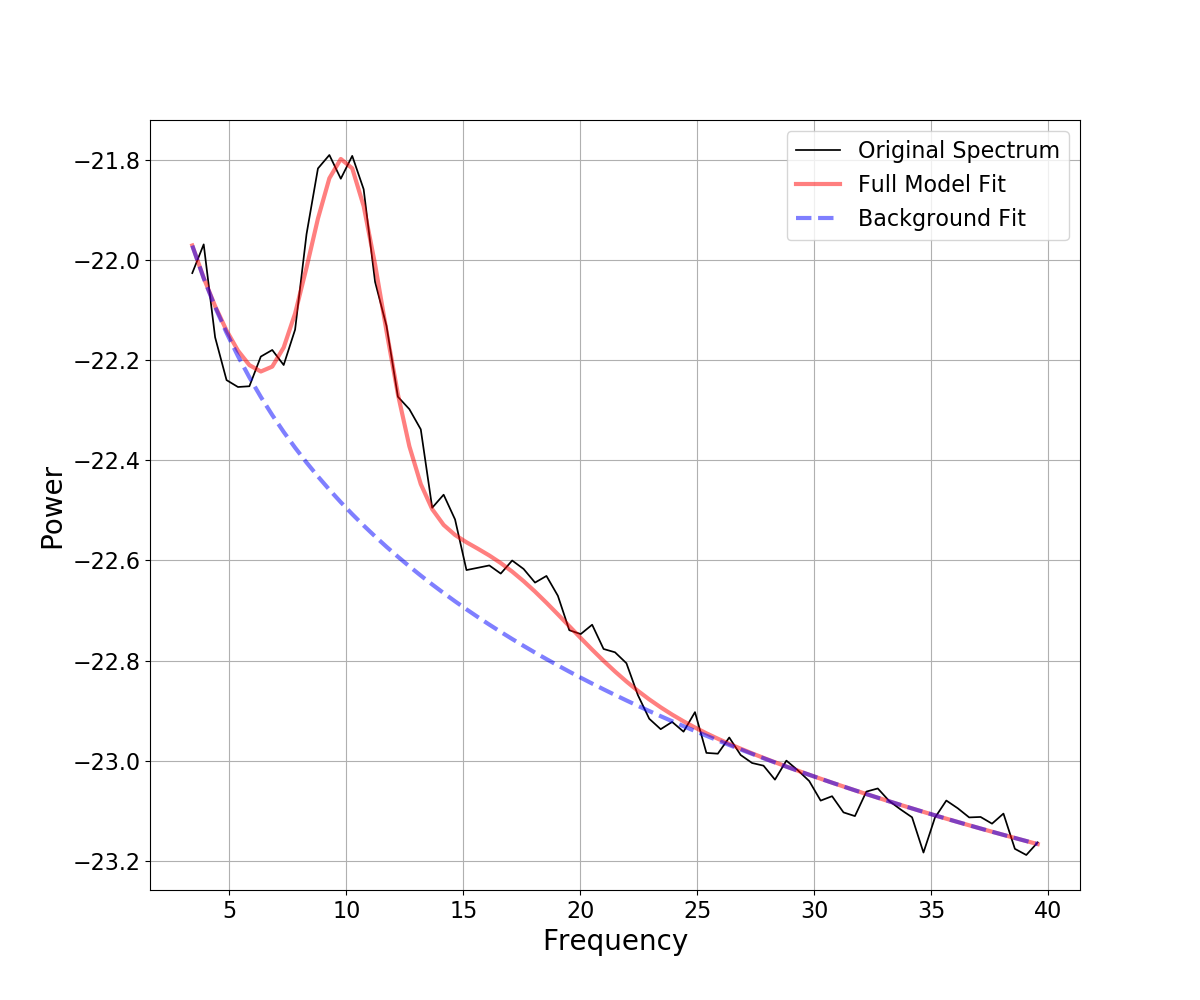 −21.8
−22.0
−22.2
−22.4
−22.6
−22.8
−23.0
−23.2
Power
Original Spectrum
Full Model Fit
Background Fit
5 10 15 20 25 30 35 40
Frequency